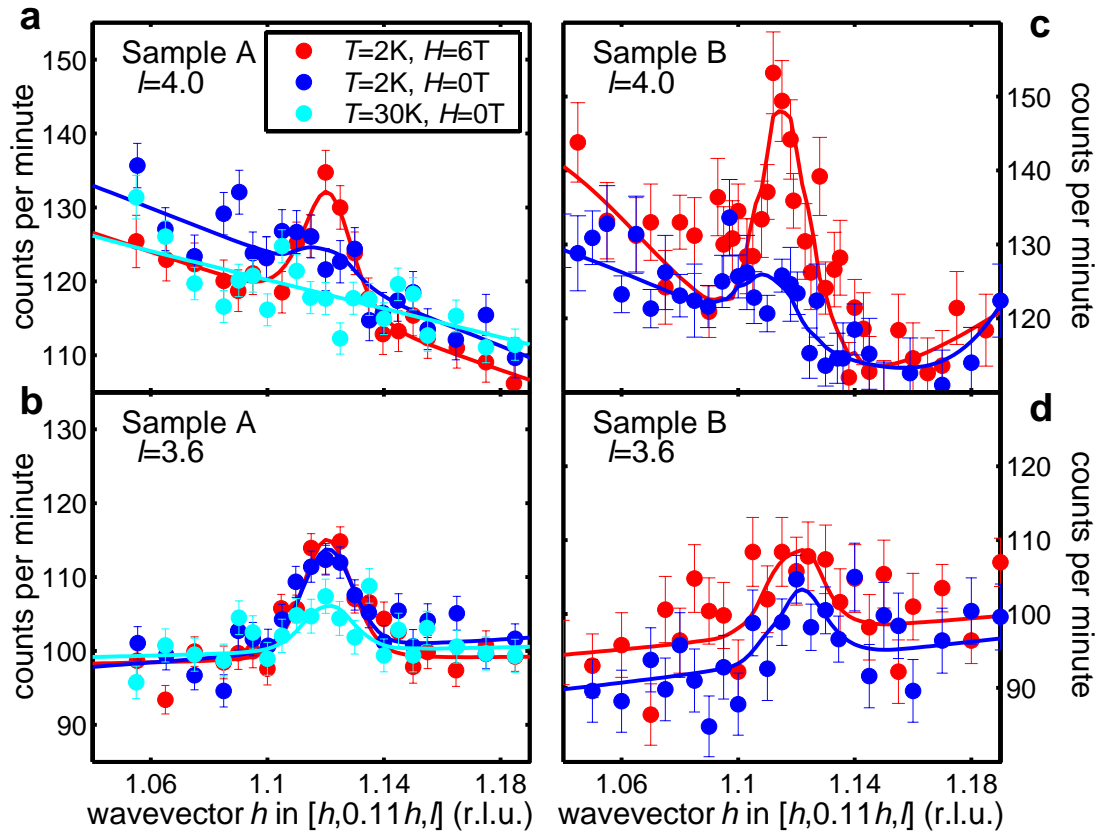 a
Sample A
l=4.0
T=2K, H=6T
T=2K, H=0T
T=30K, H=0T
150
140
130
120
110
counts per minute
c
Sample B
l=4.0
150
140
130
120
counts per minute
b
Sample A
l=3.6
130
120
110
100
90
counts per minute
1.06
1.1
1.14
1.18
wavevector h in [h,0.11h,l] (r.l.u.)
d
Sample B
l=3.6
120
110
100
90
counts per minute
1.06
1.1
1.14
1.18
wavevector h in [h,0.11h,l] (r.l.u.)